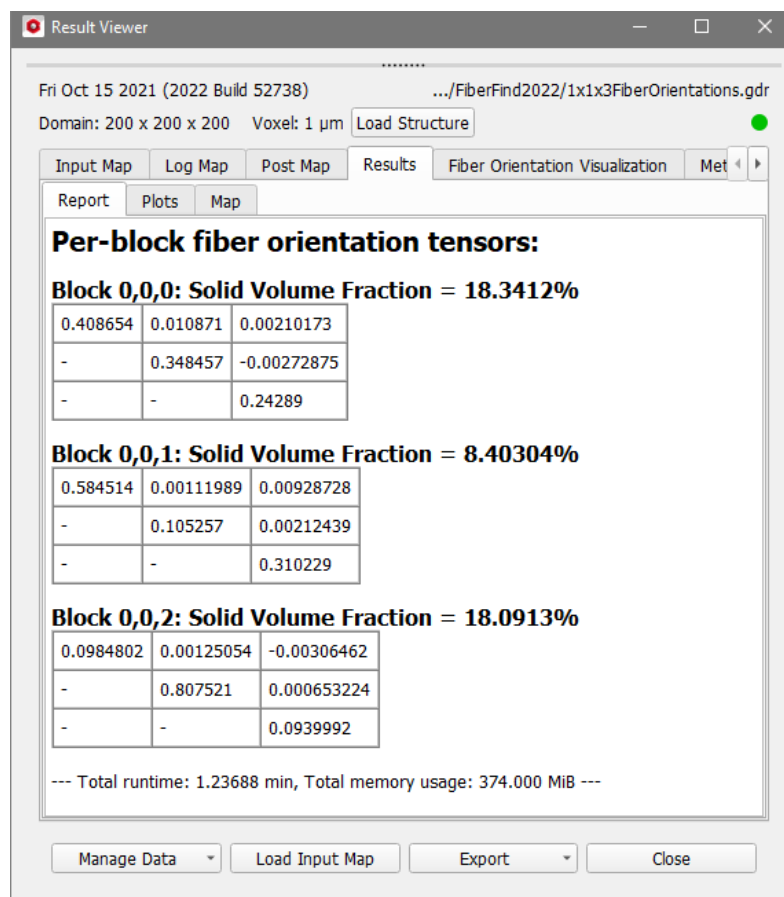 Result Viewer
Fri Oct 15 2021 (2022 Build 52738) .../FiberFind2022/1x1x3FiberOrientations.gdr
Domain: 200 x 200 x 200 Voxel: 1 µm Load Structure
Input Map Log Map Post Map Results Fiber Orientation Visualization Met
Report Plots Map
Per-block fiber orientation tensors:
Block 0,0,0: Solid Volume Fraction = 18.3412%
0.408654 0.010871 0.00210173
- 0.348457 -0.00272875
- - 0.24289
Block 0,0,1: Solid Volume Fraction = 8.40304%
0.584514 0.00111989 0.00928728
- 0.105257 0.00212439
- - 0.310229
Block 0,0,2: Solid Volume Fraction = 18.0913%
0.0984802 0.00125054 -0.00306462
- 0.807521 0.000653224
- - 0.0939992
--- Total runtime: 1.23688 min, Total memory usage: 374.000 MiB ---
Manage Data Load Input Map Export Close